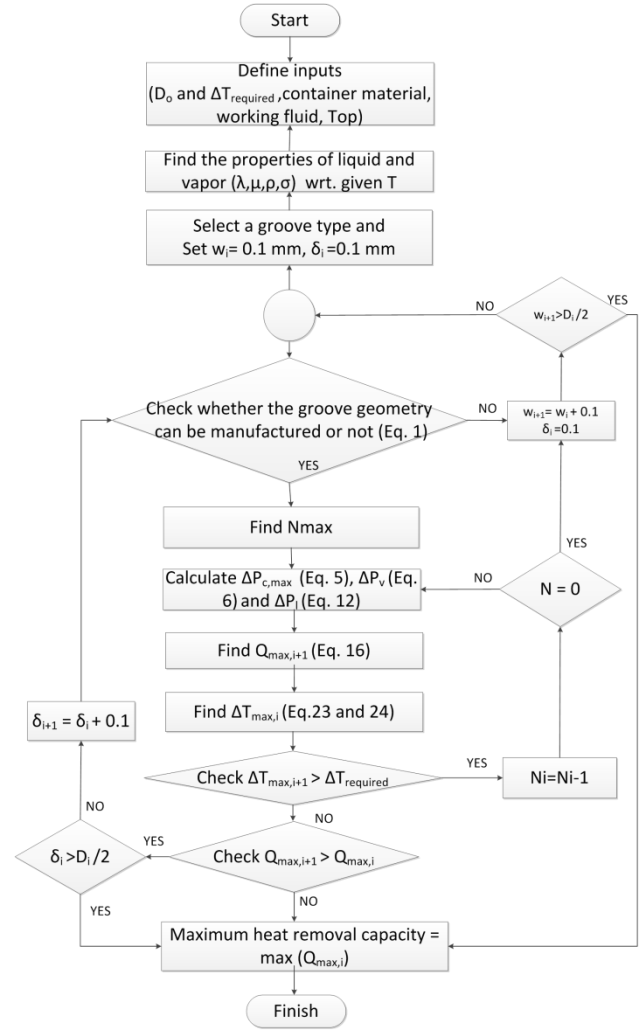 Start
Define inputs
(Dₒ and ΔT_required ,container material,
working fluid, Top)
Find the properties of liquid and
vapor (λ,μ,ρ,σ) wrt. given T
Select a groove type and
Set wᵢ= 0.1 mm, δᵢ =0.1 mm
NO
wᵢ₊₁>Dᵢ/2
YES
Check whether the groove geometry
can be manufactured or not (Eq. 1)
NO
YES
wᵢ₊₁= wᵢ + 0.1
δᵢ =0.1
YES
Find Nmax
Calculate ΔP_c,max (Eq. 5), ΔPᵥ (Eq.
6) and ΔPₗ (Eq. 12)
NO
N = 0
Find Q_max,i+1 (Eq. 16)
Find ΔT_max,i (Eq.23 and 24)
δᵢ₊₁ = δᵢ + 0.1
Check ΔT_max,i+1 > ΔT_required
YES
Ni=Ni-1
NO
NO
δᵢ >Dᵢ /2
YES
Check Q_max,i+1 > Q_max,i
YES
NO
Maximum heat removal capacity =
max (Q_max,i)
Finish